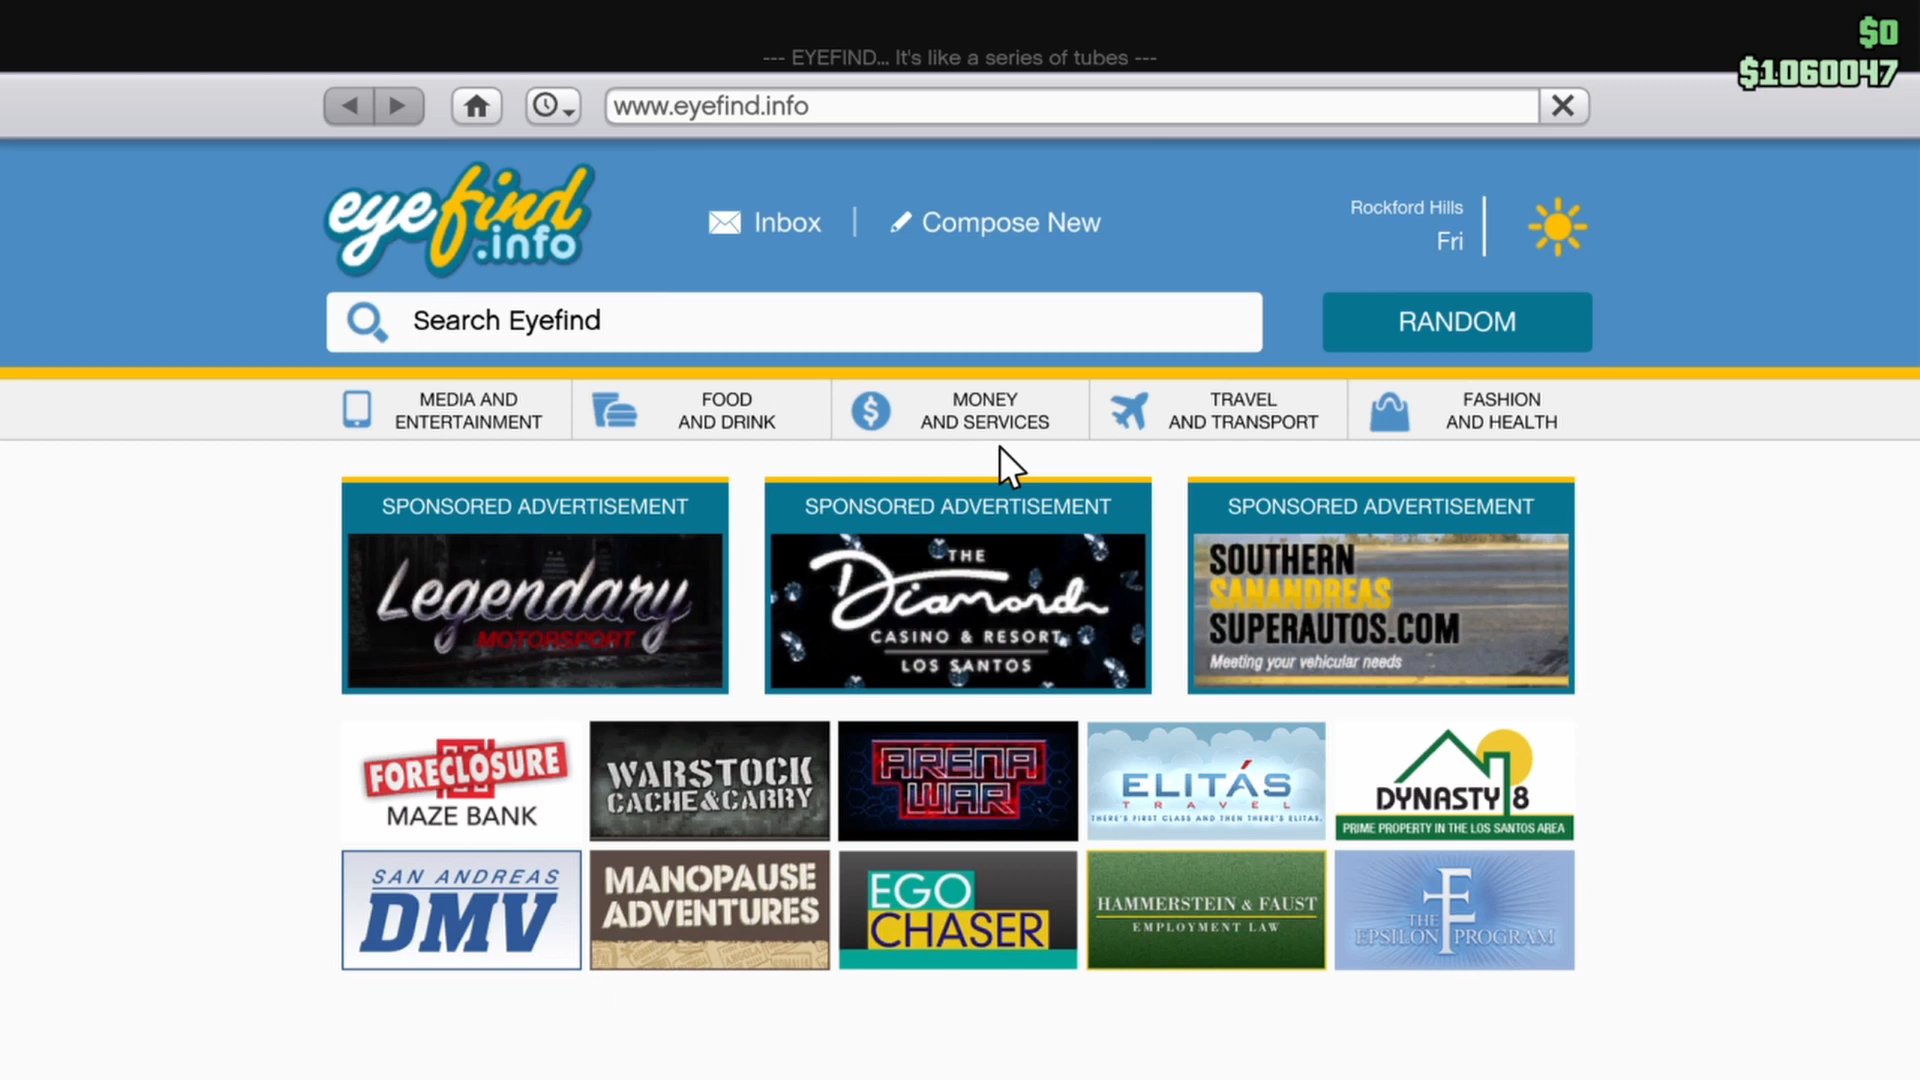 $0
--- EYEFIND... It's like a series of tubes ---
$1060047
www.eyefind.info
eyefind
.info
Inbox
Compose New
Rockford Hills
Fri
Search Eyefind
RANDOM
MEDIA AND
ENTERTAINMENT
FOOD
AND DRINK
MONEY
AND SERVICES
TRAVEL
AND TRANSPORT
FASHION
AND HEALTH
SPONSORED ADVERTISEMENT
Legendary
MOTORSPORT
SPONSORED ADVERTISEMENT
THE
Diamond
CASINO & RESORT
LOS SANTOS
SPONSORED ADVERTISEMENT
SOUTHERN
SANANDREAS
SUPERAUTOS.COM
Meeting your vehicular needs
FORECLOSURE
MAZE BANK
WARSTOCK
CACHE&CARRY
ARENA
WAR
ELITÁS
TRAVEL
THERE'S FIRST CLASS AND THEN THERE'S ELITAS.
DYNASTY 8
PRIME PROPERTY IN THE LOS SANTOS AREA
SAN ANDREAS
DMV
MANOPAUSE
ADVENTURES
EGO
CHASER
HAMMERSTEIN & FAUST
EMPLOYMENT LAW
THE
EPSILON PROGRAM